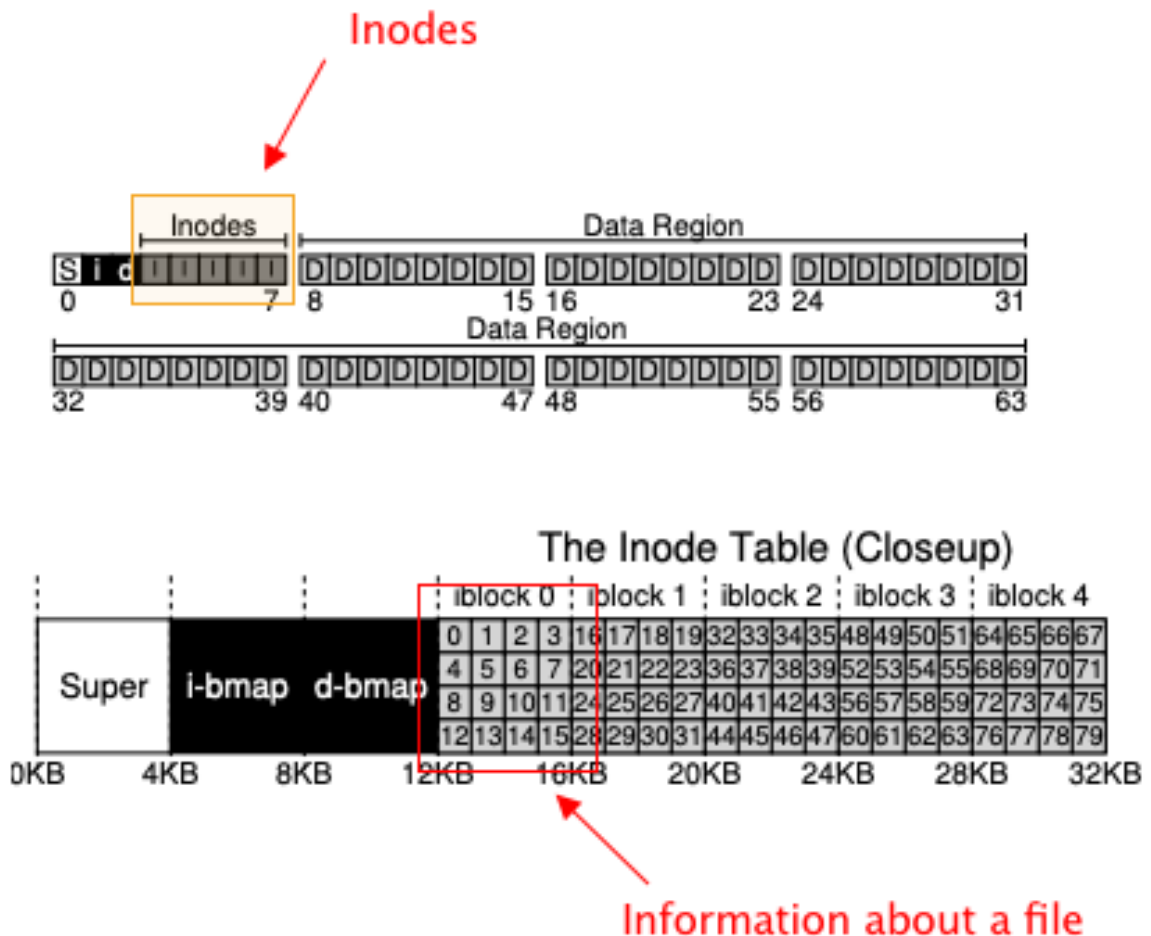 Inodes
Inodes Data Region
S i d I I I I I D D D D D D D D D D D D D D D D D D D D D D D D
0 7 8 15 16 23 24 31
Data Region
D D D D D D D D D D D D D D D D D D D D D D D D D D D D D D D D
32 39 40 47 48 55 56 63
The Inode Table (Closeup)
iblock 0 iblock 1 iblock 2 iblock 3 iblock 4
0 1 2 3 16 17 18 19 32 33 34 35 48 49 50 51 64 65 66 67
4 5 6 7 20 21 22 23 36 37 38 39 52 53 54 55 68 69 70 71
Super i-bmap d-bmap
8 9 10 11 24 25 26 27 40 41 42 43 56 57 58 59 72 73 74 75
12 13 14 15 28 29 30 31 44 45 46 47 60 61 62 63 76 77 78 79
0KB 4KB 8KB 12KB 16KB 20KB 24KB 28KB 32KB
Information about a file